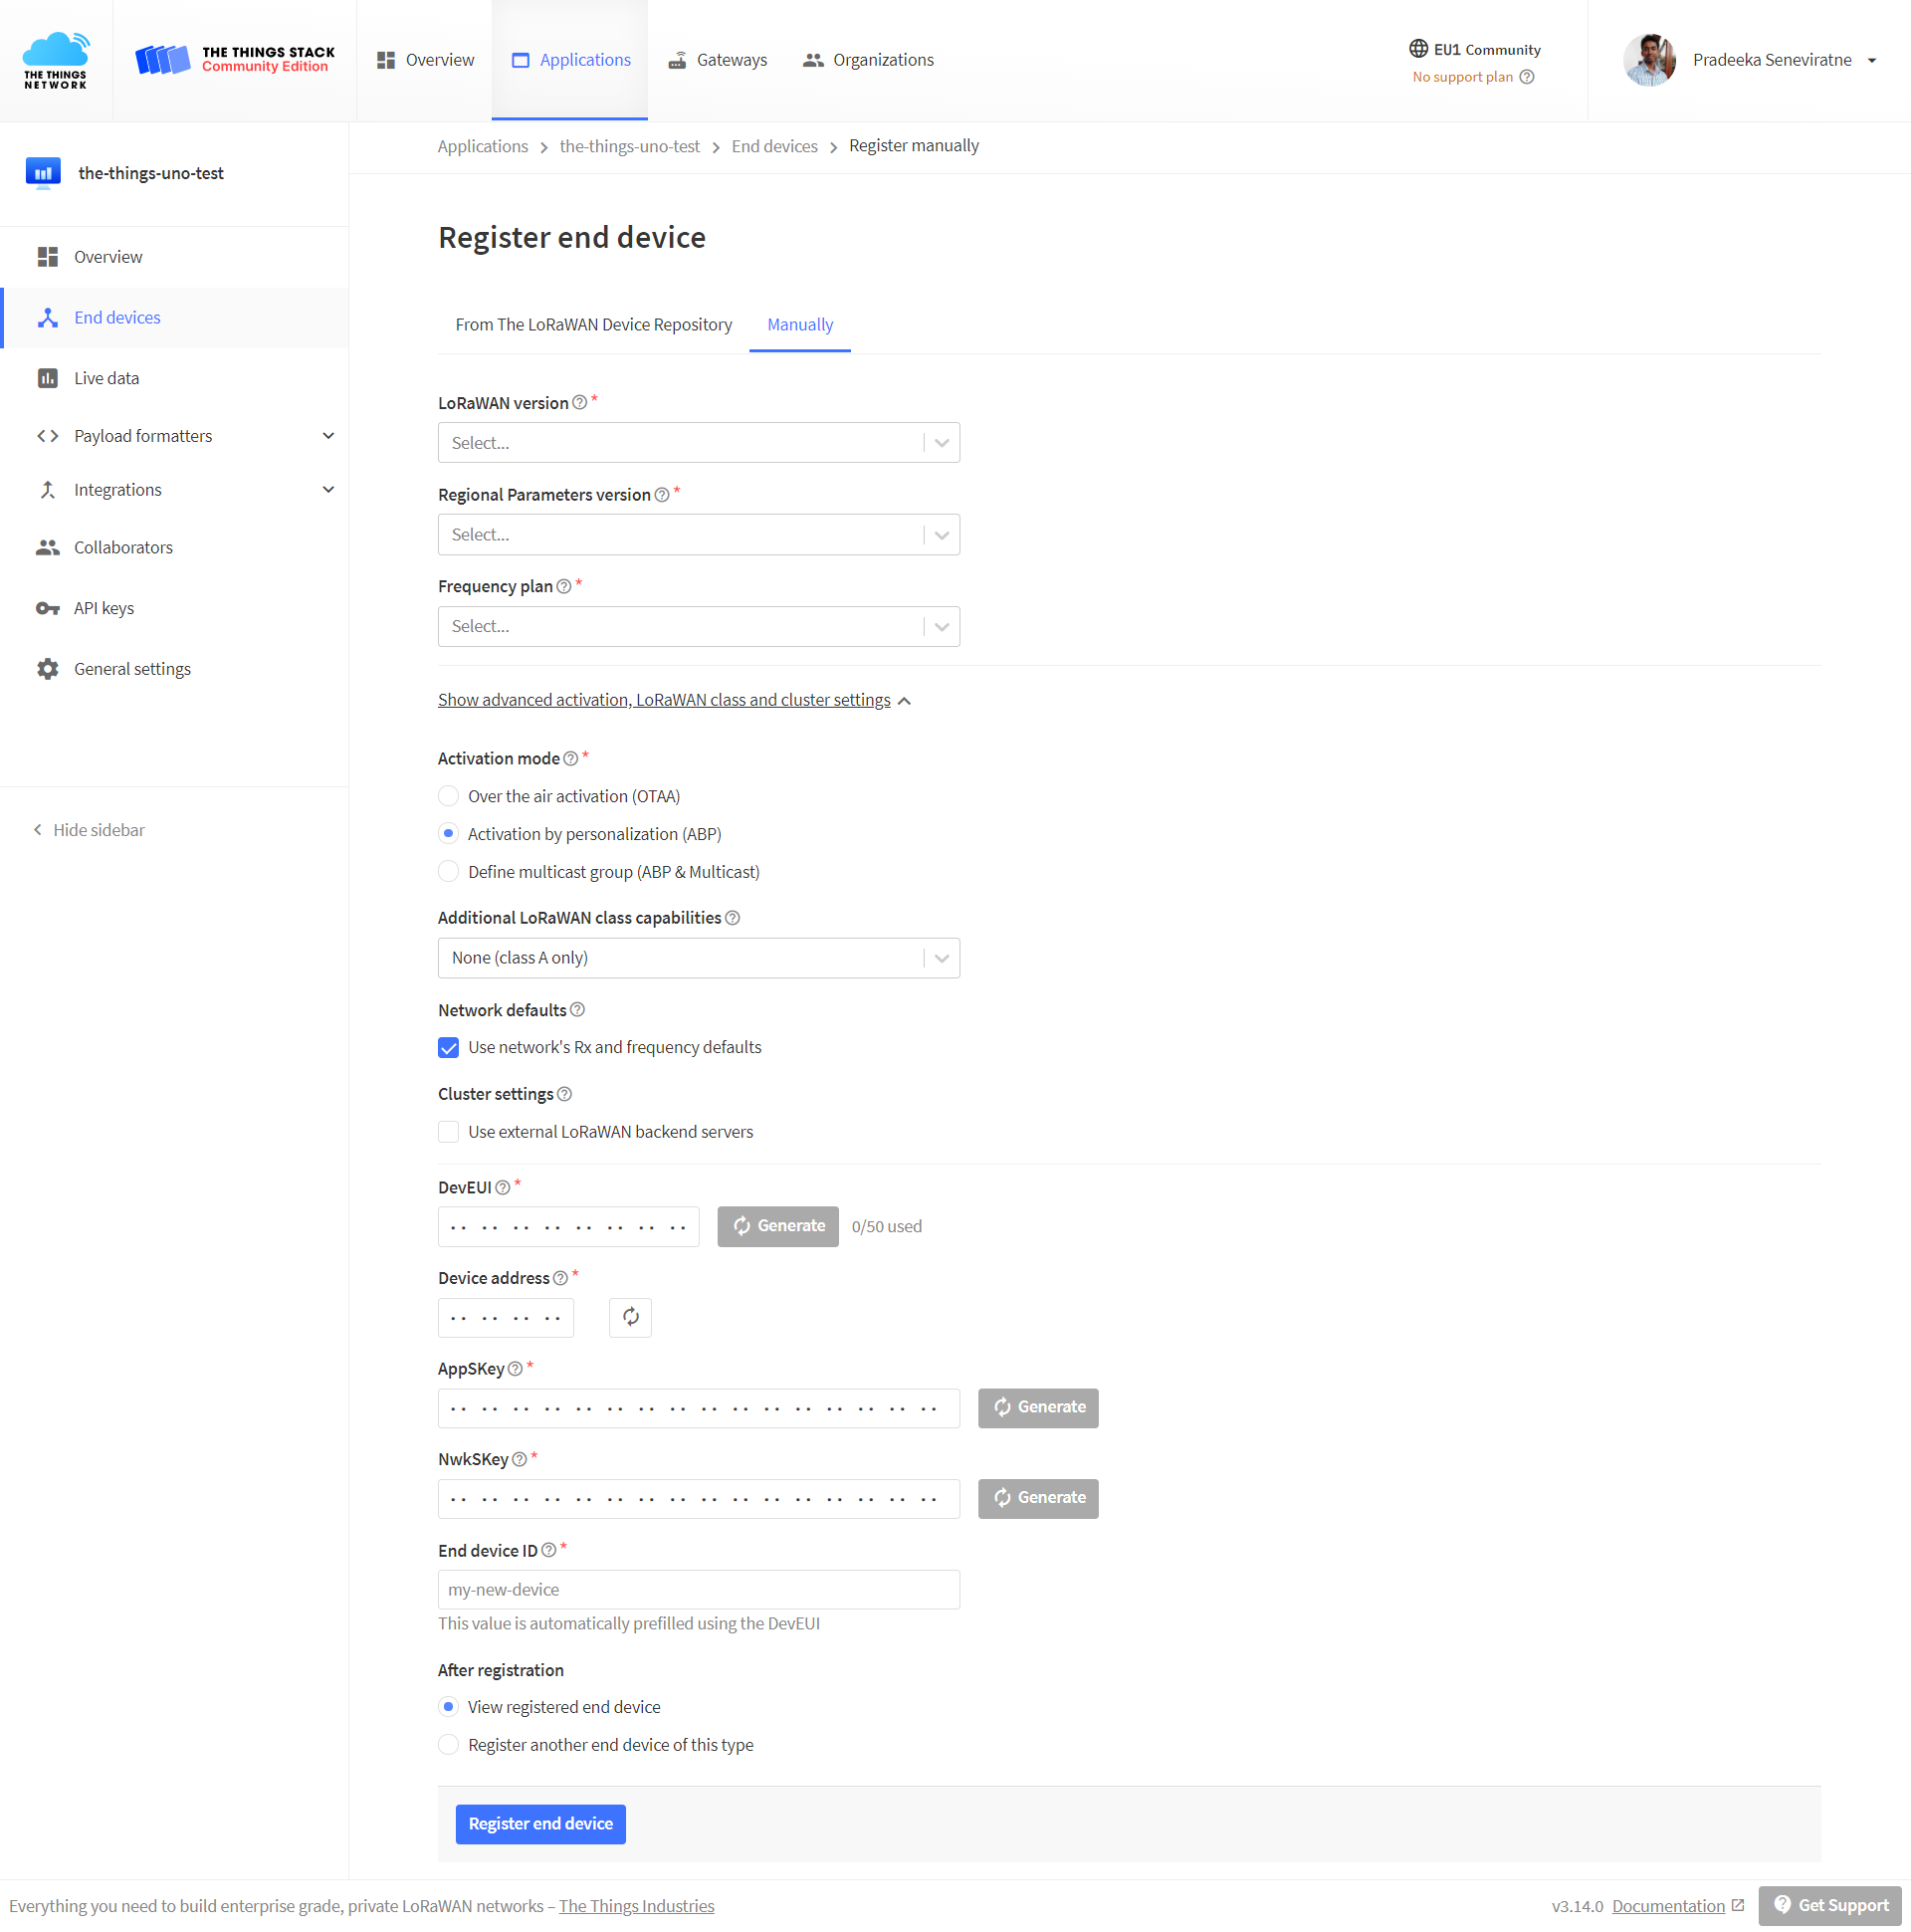 THE THINGS
NETWORK
THE THINGS STACK
Community Edition
Overview
Applications
Gateways
Organizations
EU1 Community
No support plan
Pradeeka Seneviratne
the-things-uno-test
Overview
End devices
Live data
Payload formatters
Integrations
Collaborators
API keys
General settings
Hide sidebar
Applications > the-things-uno-test > End devices > Register manually
Register end device
From The LoRaWAN Device Repository
Manually
LoRaWAN version *
Select...
Regional Parameters version *
Select...
Frequency plan *
Select...
Show advanced activation, LoRaWAN class and cluster settings
Activation mode *
Over the air activation (OTAA)
Activation by personalization (ABP)
Define multicast group (ABP & Multicast)
Additional LoRaWAN class capabilities
None (class A only)
Network defaults
Use network's Rx and frequency defaults
Cluster settings
Use external LoRaWAN backend servers
DevEUI *
·· ·· ·· ·· ·· ·· ·· ··
Generate
0/50 used
Device address *
·· ·· ·· ··
AppSKey *
·· ·· ·· ·· ·· ·· ·· ·· ·· ·· ·· ·· ·· ·· ·· ··
Generate
NwkSKey *
·· ·· ·· ·· ·· ·· ·· ·· ·· ·· ·· ·· ·· ·· ·· ··
Generate
End device ID *
my-new-device
This value is automatically prefilled using the DevEUI
After registration
View registered end device
Register another end device of this type
Register end device
Everything you need to build enterprise grade, private LoRaWAN networks – The Things Industries
v3.14.0
Documentation
Get Support